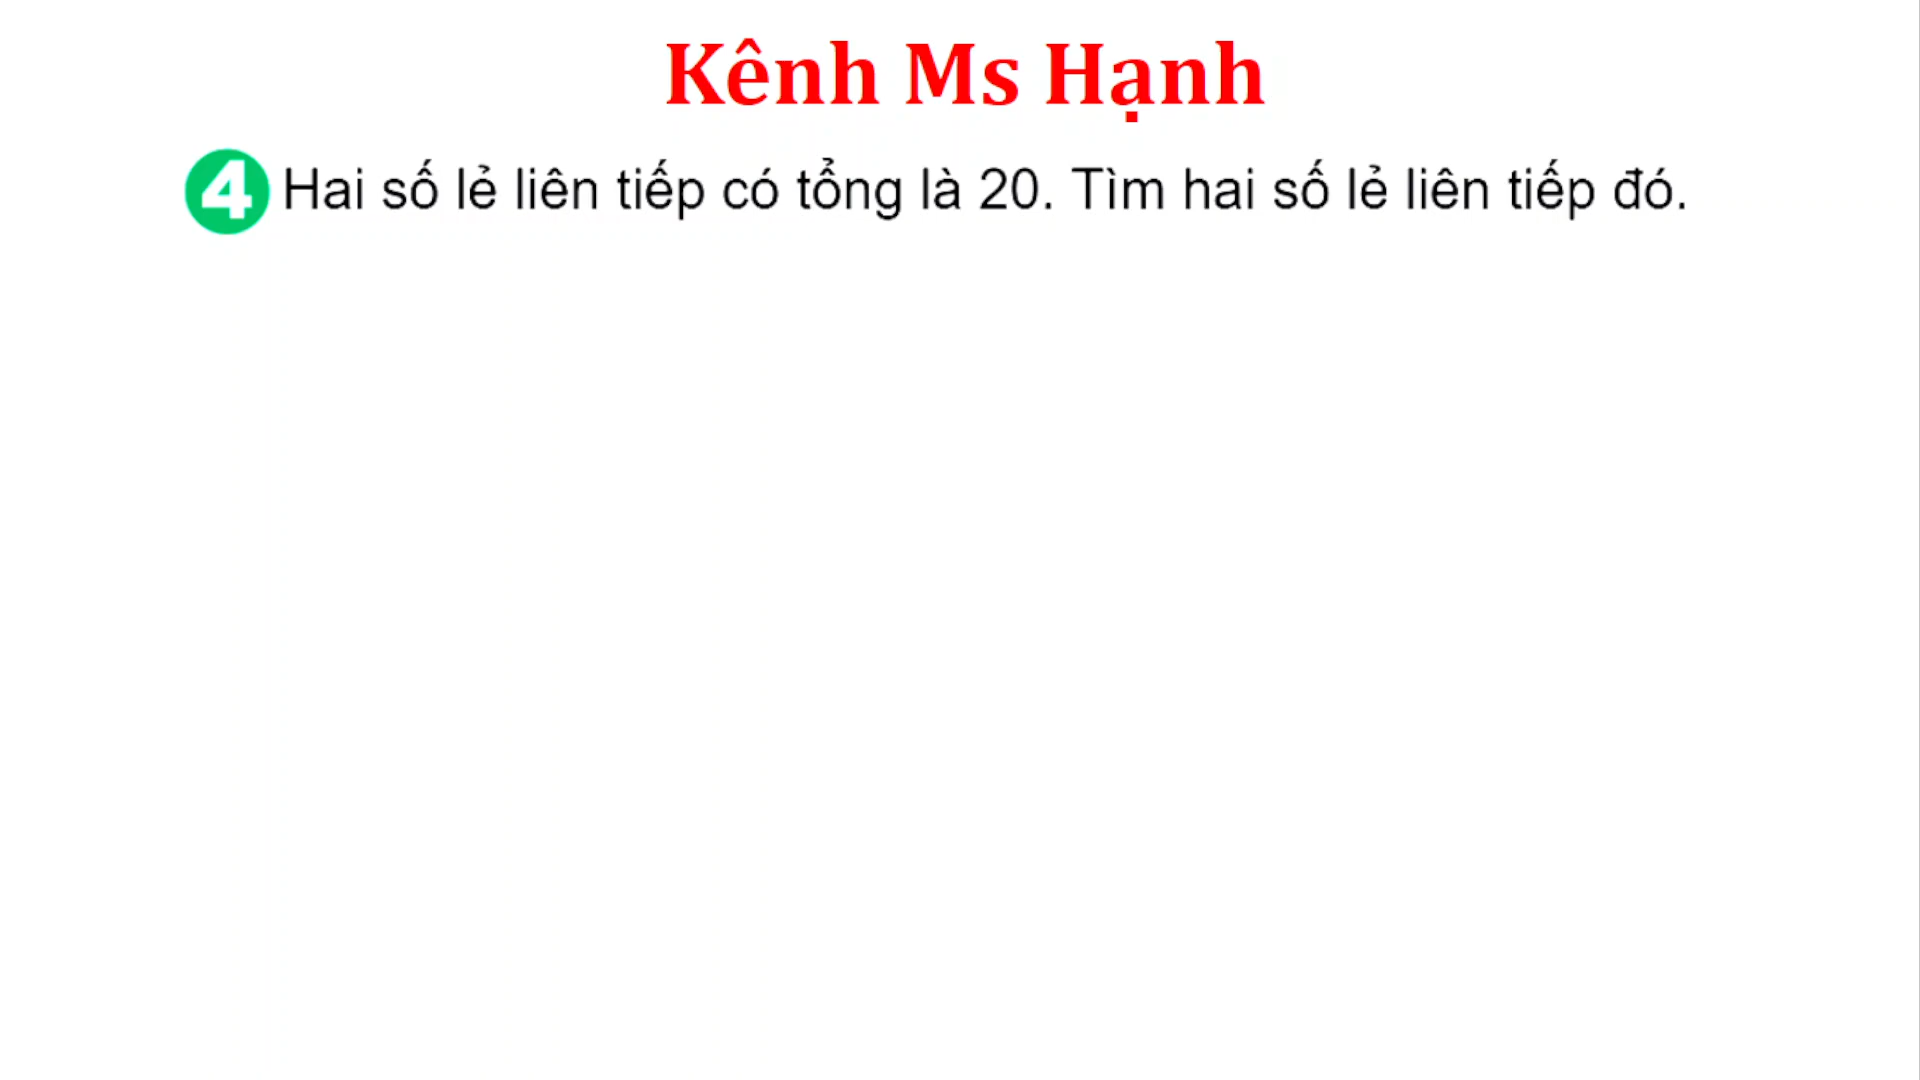 Kênh Ms Hạnh
4 Hai số lẻ liên tiếp có tổng là 20. Tìm hai số lẻ liên tiếp đó.